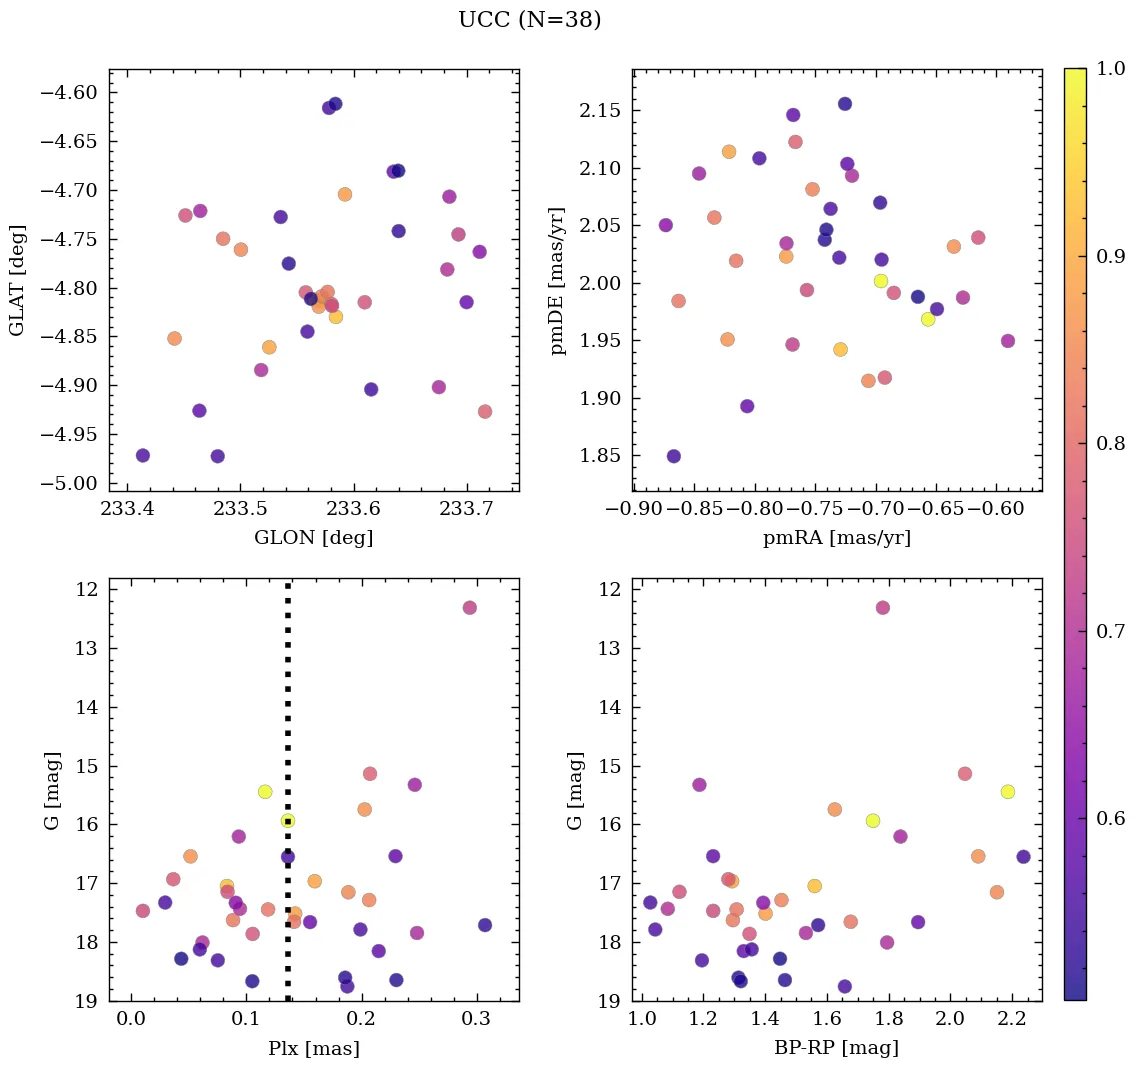 UCC (N=38)
−4.60
−4.65
−4.70
−4.75
−4.80
−4.85
−4.90
−4.95
−5.00
GLAT [deg]
233.4 233.5 233.6 233.7
GLON [deg]
2.15
2.10
2.05
2.00
1.95
1.90
1.85
pmDE [mas/yr]
−0.90 −0.85 −0.80 −0.75 −0.70 −0.65 −0.60
pmRA [mas/yr]
1.0
0.9
0.8
0.7
0.6
12
13
14
15
16
17
18
19
G [mag]
0.0 0.1 0.2 0.3
Plx [mas]
12
13
14
15
16
17
18
19
G [mag]
1.0 1.2 1.4 1.6 1.8 2.0 2.2
BP-RP [mag]